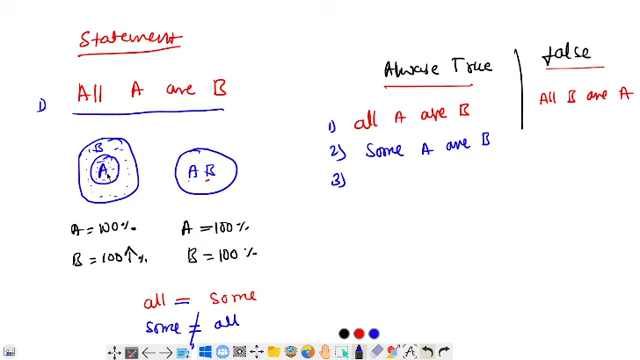 Statement
1) All A are B
B
A
A B
A = 100%
B = 100↑%
A = 100%
B = 100%
all = some
some ≠ all
Always True
1) all A are B
2) Some A are B
3)
false
All B are A